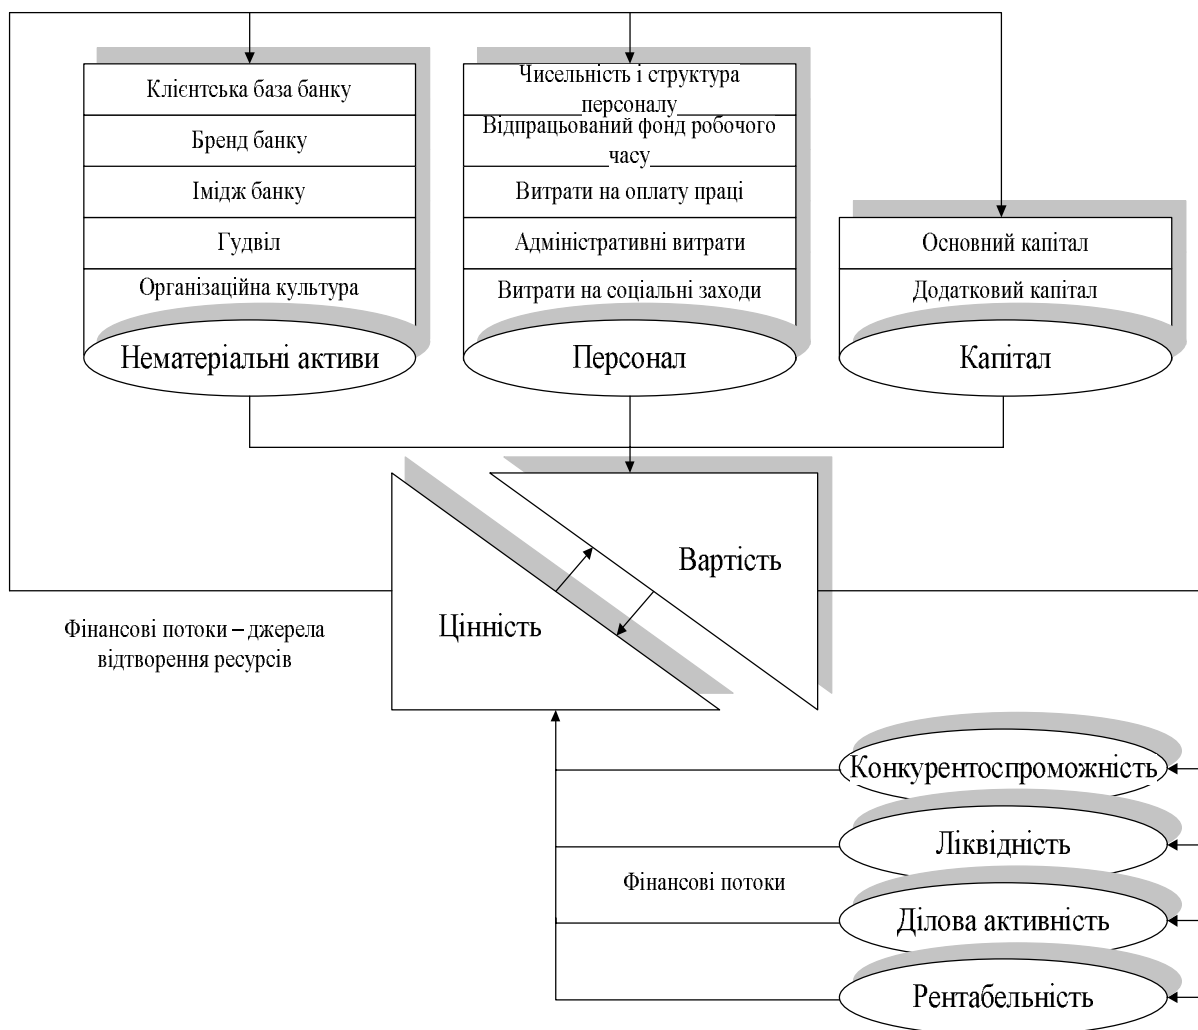 Клієнтська база банку
Бренд банку
Імідж банку
Гудвіл
Організаційна культура
Нематеріальні активи
Чисельність і структура
персоналу
Відпрацьований фонд робочого
часу
Витрати на оплату праці
Адміністративні витрати
Витрати на соціальні заходи
Персонал
Основний капітал
Додатковий капітал
Капітал
Вартість
Цінність
Фінансові потоки – джерела
відтворення ресурсів
Конкурентоспроможність
Ліквідність
Фінансові потоки
Ділова активність
Рентабельність